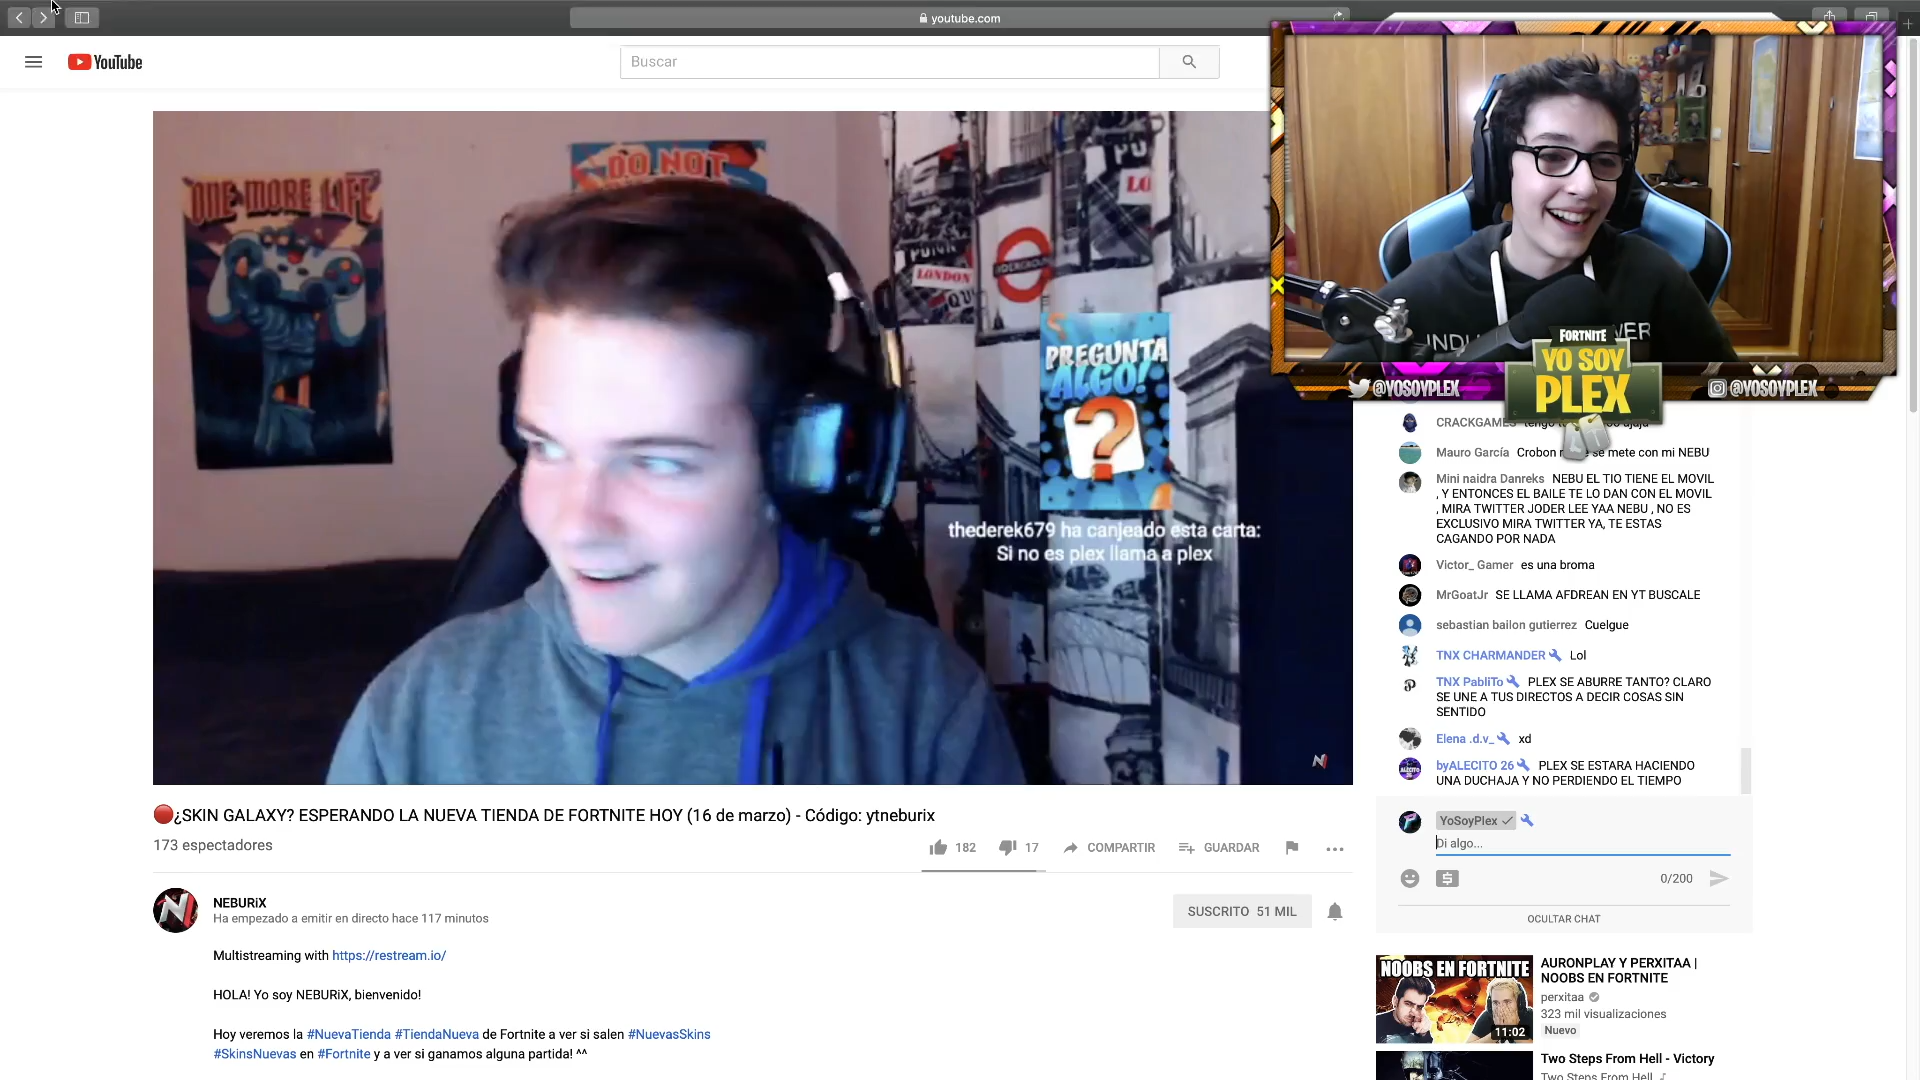 youtube.com
YouTube
Buscar
ONE MORE LIFE
DO NOT
PU
LO
PUNK
LONDON
QU
UNDERGROUND
PREGUNTA
ALGO!
?
thederek679 ha canjeado esta carta:
Si no es plex llama a plex
FORTNITE
YO SOY
PLEX
@YOSOYPLEX
@YOSOYPLEX
CRACKGAMES
Mauro García Crobon se mete con mi NEBU
Mini naidra Danreks NEBU EL TIO TIENE EL MOVIL
, Y ENTONCES EL BAILE TE LO DAN CON EL MOVIL
, MIRA TWITTER JODER LEE YAA NEBU , NO ES
EXCLUSIVO MIRA TWITTER YA, TE ESTAS
CAGANDO POR NADA
Victor_ Gamer es una broma
MrGoatJr SE LLAMA AFDREAN EN YT BUSCALE
sebastian bailon gutierrez Cuelgue
TNX CHARMANDER Lol
TNX PabliTo PLEX SE ABURRE TANTO? CLARO
SE UNE A TUS DIRECTOS A DECIR COSAS SIN
SENTIDO
Elena .d.v_ xd
byALECITO 26 PLEX SE ESTARA HACIENDO
UNA DUCHAJA Y NO PERDIENDO EL TIEMPO
YoSoyPlex
Di algo...
0/200
OCULTAR CHAT
¿SKIN GALAXY? ESPERANDO LA NUEVA TIENDA DE FORTNITE HOY (16 de marzo) - Código: ytneburix
173 espectadores
182 17 COMPARTIR GUARDAR
NEBURiX
Ha empezado a emitir en directo hace 117 minutos
SUSCRITO 51 MIL
Multistreaming with https://restream.io/
HOLA! Yo soy NEBURiX, bienvenido!
Hoy veremos la #NuevaTienda #TiendaNueva de Fortnite a ver si salen #NuevasSkins
#SkinsNuevas en #Fortnite y a ver si ganamos alguna partida! ^^
NOOBS EN FORTNITE
11:02
AURONPLAY Y PERXITAA |
NOOBS EN FORTNITE
perxitaa
323 mil visualizaciones
Nuevo
Two Steps From Hell - Victory
Two Steps From Hell